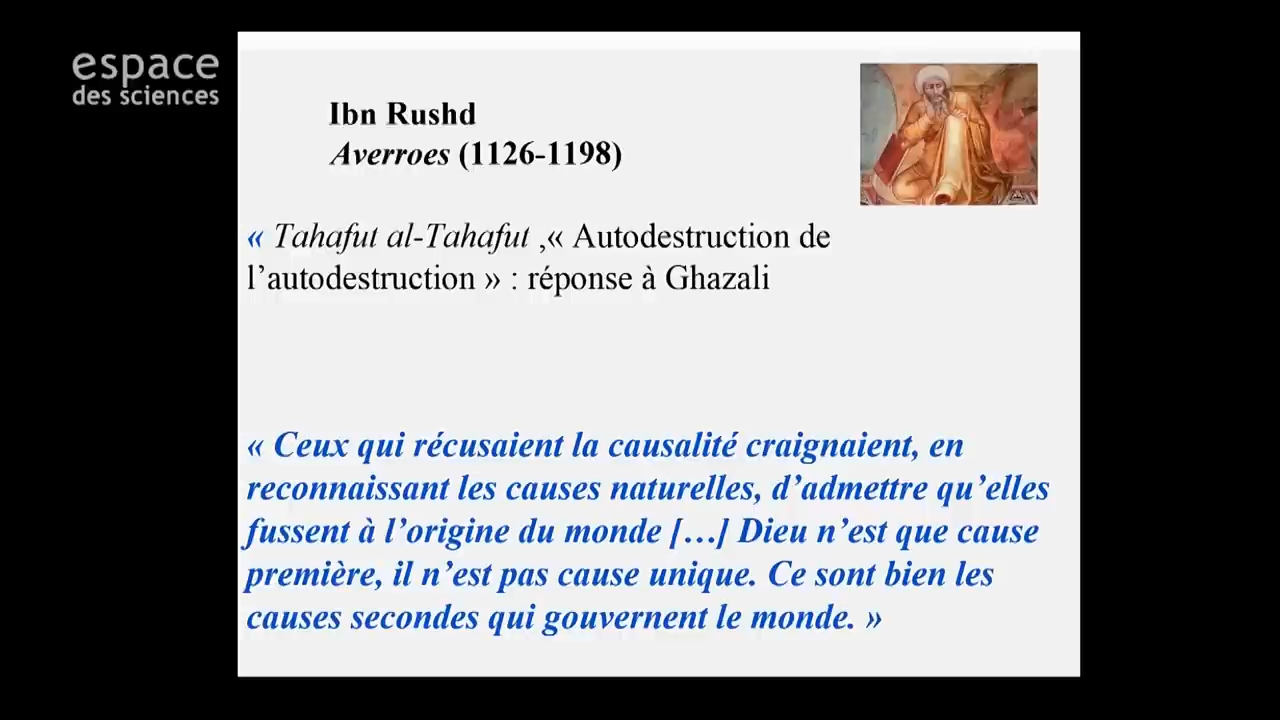 espace
des sciences
Ibn Rushd
Averroes (1126-1198)
« Tahafut al-Tahafut ,« Autodestruction de
l’autodestruction » : réponse à Ghazali
« Ceux qui récusaient la causalité craignaient, en
reconnaissant les causes naturelles, d’admettre qu’elles
fussent à l’origine du monde […] Dieu n’est que cause
première, il n’est pas cause unique. Ce sont bien les
causes secondes qui gouvernent le monde. »